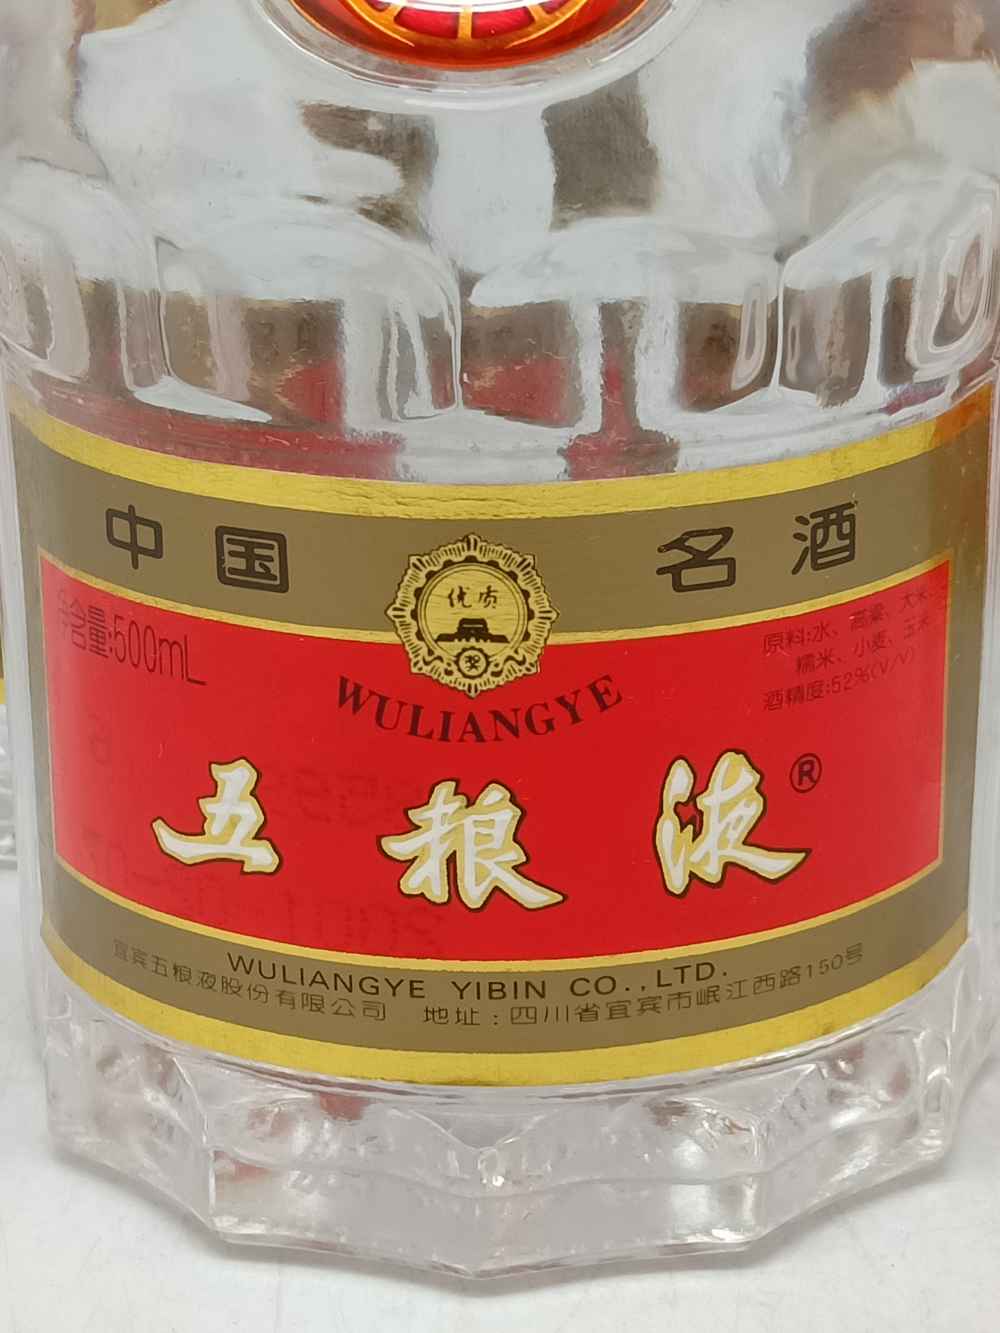 中国 名酒
优质
奖
含量:500mL
原料:水、高粱、大米
糯米、小麦、玉米
酒精度:52%(V/V)
WULIANGYE
五粮液®
WULIANGYE YIBIN CO.,LTD.
宜宾五粮液股份有限公司 地址:四川省宜宾市岷江西路150号